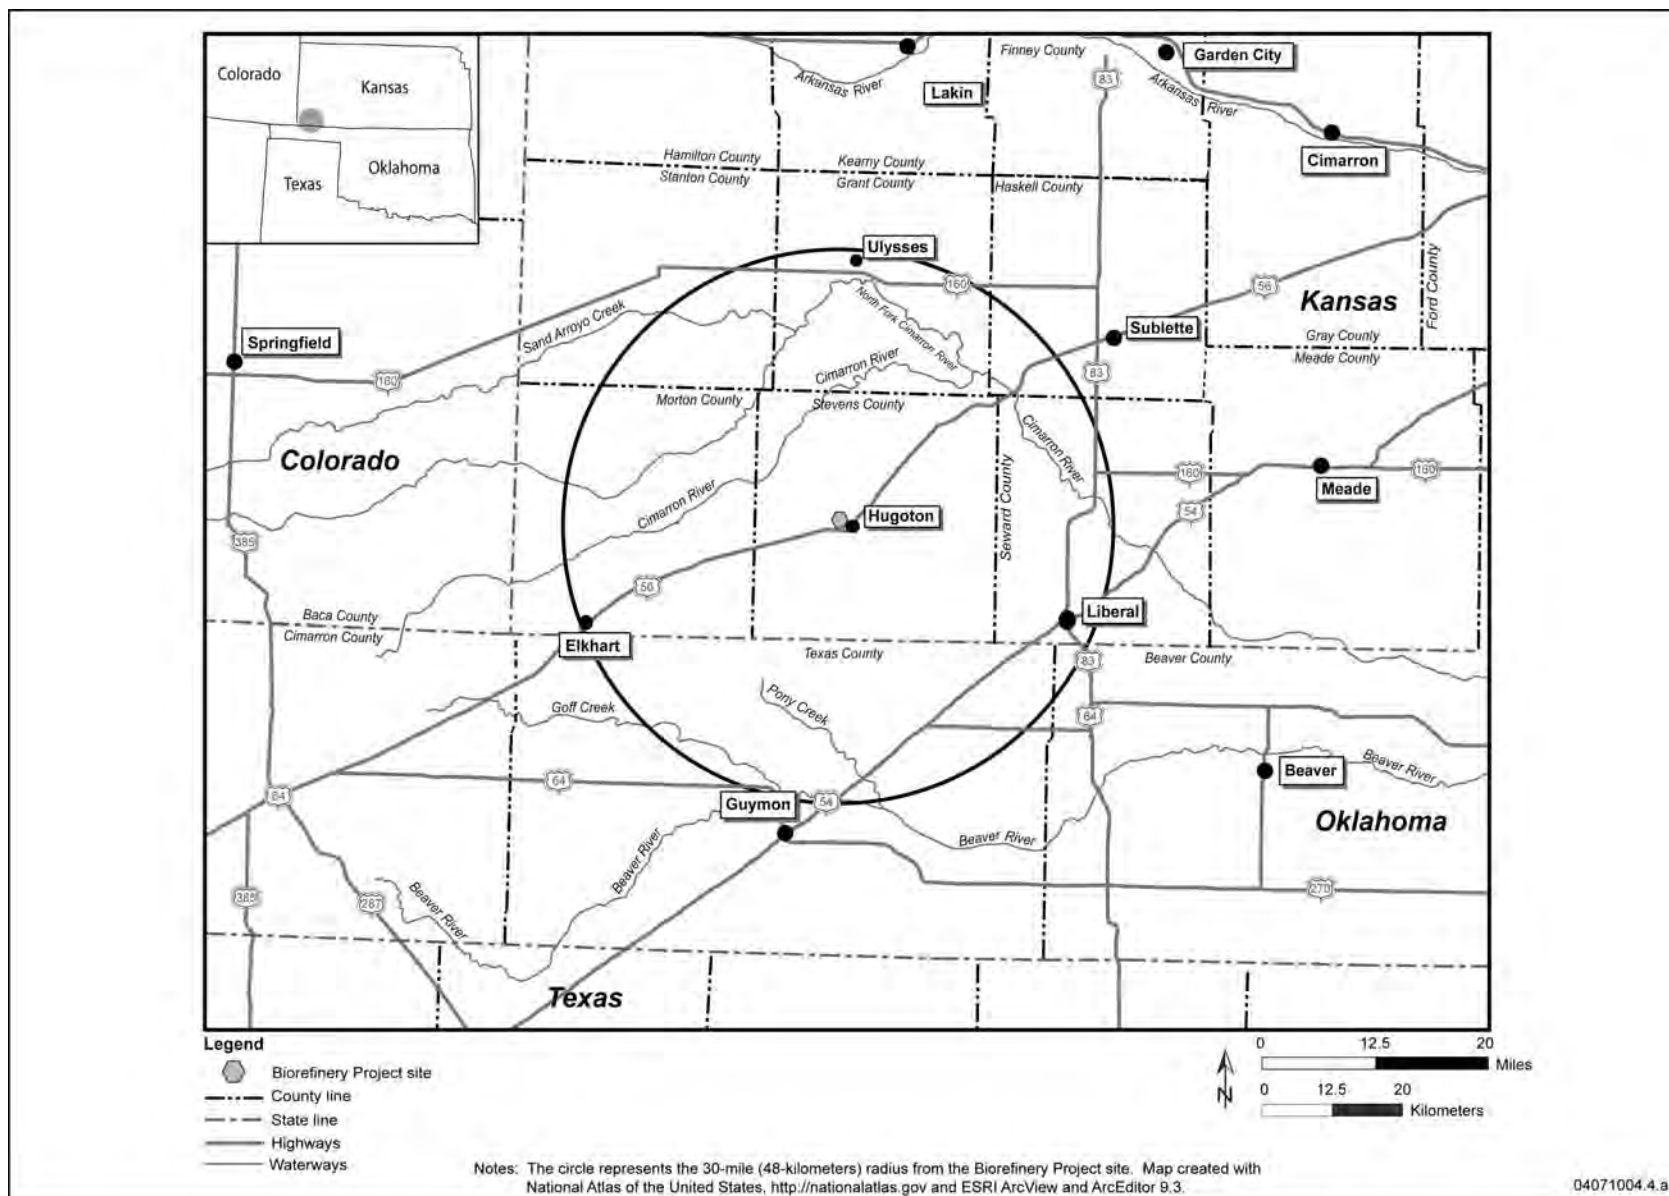 Colorado
Kansas
Texas
Oklahoma
Finney County
Garden City
83
Arkansas River
Arkansas River
Lakin
Cimarron
Hamilton County
Kearny County
Stanton County
Grant County
Haskell County
Ulysses
160
56
Ford County
Kansas
North Fork Cimarron River
Sand Arroyo Creek
Springfield
Sublette
Gray County
Meade County
Cimarron River
160
83
Morton County
Stevens County
Colorado
Cimarron River
Seward County
160
160
Meade
Cimarron River
54
Hugoton
385
50
Baca County
Cimarron County
Elkhart
Liberal
Texas County
83
Beaver County
Pony Creek
Goff Creek
64
64
Beaver River
Beaver
64
Guymon
54
Oklahoma
Beaver River
Beaver River
Beaver River
385
287
270
Texas
Legend
Biorefinery Project site
County line
State line
Highways
Waterways
N
0 12.5 20
Miles
0 12.5 20
Kilometers
Notes: The circle represents the 30-mile (48-kilometers) radius from the Biorefinery Project site. Map created with
National Atlas of the United States, http://nationalatlas.gov and ESRI ArcView and ArcEditor 9.3.
04071004.4.a